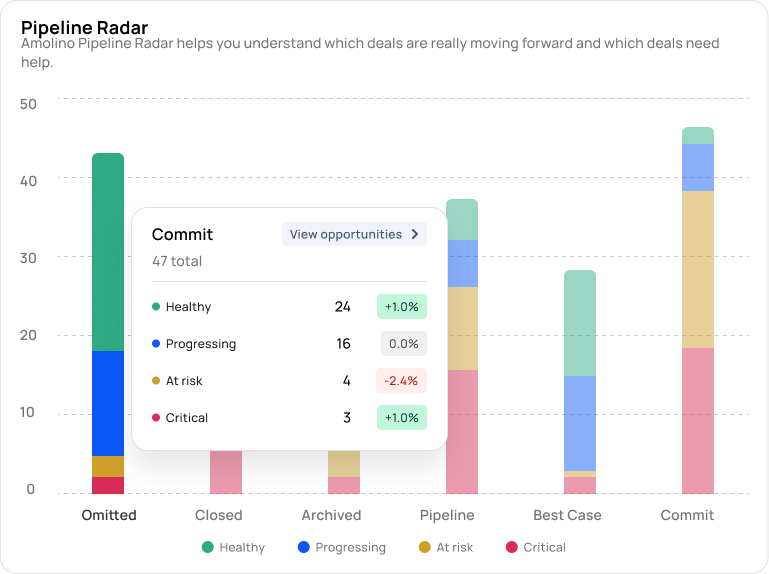 Pipeline Radar
Amolino Pipeline Radar helps you understand which deals are really moving forward and which deals need
help.
50
40
30
20
10
0
Commit
View opportunities
47 total
Healthy 24 +1.0%
Progressing 16 0.0%
At risk 4 -2.4%
Critical 3 +1.0%
Omitted Closed Archived Pipeline Best Case Commit
Healthy Progressing At risk Critical